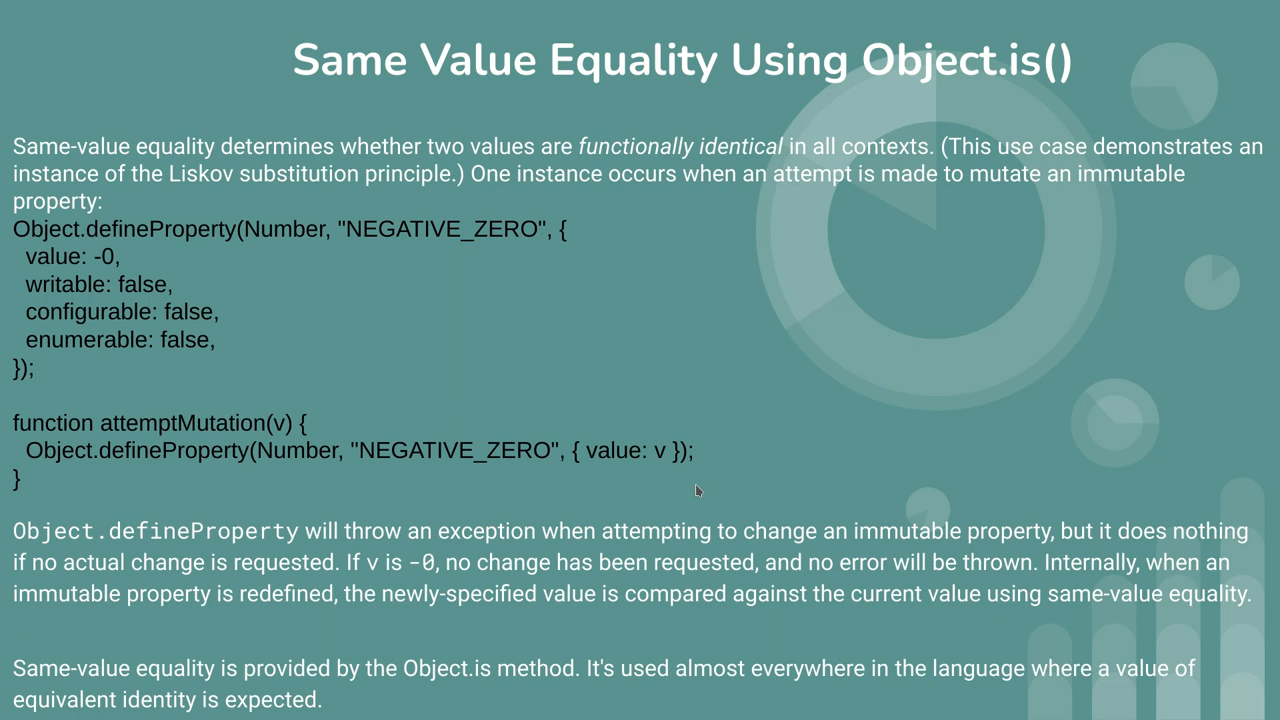 Same Value Equality Using Object.is()
Same-value equality determines whether two values are functionally identical in all contexts. (This use case demonstrates an
instance of the Liskov substitution principle.) One instance occurs when an attempt is made to mutate an immutable
property:
Object.defineProperty(Number, "NEGATIVE_ZERO", {
  value: -0,
  writable: false,
  configurable: false,
  enumerable: false,
});
function attemptMutation(v) {
  Object.defineProperty(Number, "NEGATIVE_ZERO", { value: v });
}
Object.defineProperty will throw an exception when attempting to change an immutable property, but it does nothing
if no actual change is requested. If v is -0, no change has been requested, and no error will be thrown. Internally, when an
immutable property is redefined, the newly-specified value is compared against the current value using same-value equality.
Same-value equality is provided by the Object.is method. It's used almost everywhere in the language where a value of
equivalent identity is expected.